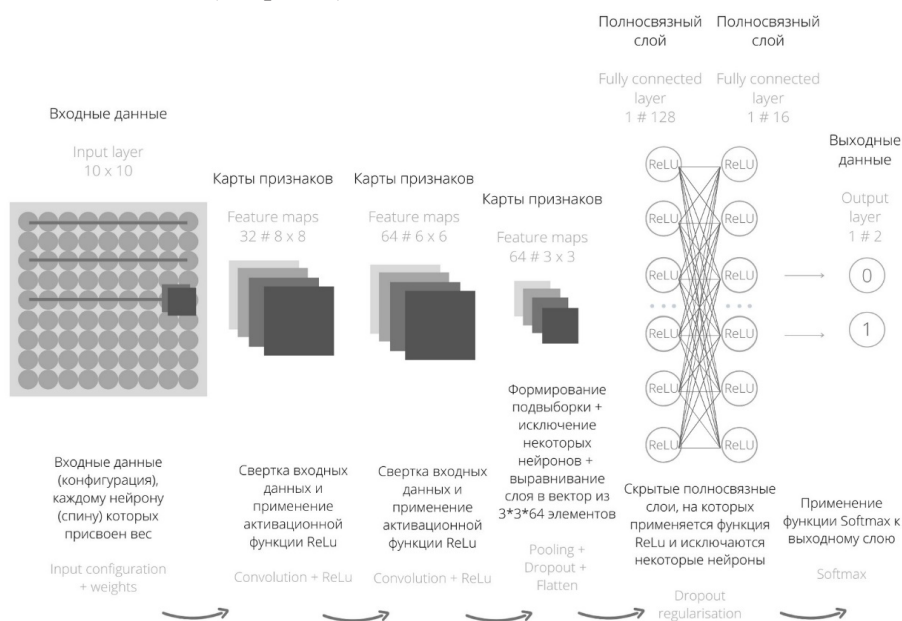 Входные данные
Input layer
10 x 10
Карты признаков
Feature maps
32 # 8 x 8
Карты признаков
Feature maps
64 # 6 x 6
Карты признаков
Feature maps
64 # 3 x 3
Полносвязный
слой
Fully connected
layer
1 # 128
Полносвязный
слой
Fully connected
layer
1 # 16
Выходные
данные
Output
layer
1 # 2
ReLU
ReLU
ReLU
ReLU
ReLU
ReLU
ReLU
ReLU
ReLU
ReLU
ReLU
ReLU
0
1
Входные данные
(конфигурация),
каждому нейрону
(спину) которых
присвоен вес
Input configuration
+ weights
Свертка входных
данных и
применение
активационной
функции ReLu
Convolution + ReLu
Свертка входных
данных и
применение
активационной
функции ReLu
Convolution + ReLu
Формирование
подвыборки +
исключение
некоторых
нейронов +
выравнивание
слоя в вектор из
3*3*64 элементов
Pooling +
Dropout +
Flatten
Скрытые полносвязные
слои, на которых
применяется функция
ReLu и исключаются
некоторые нейроны
Dropout
regularisation
Применение
функции Softmax к
выходному слою
Softmax